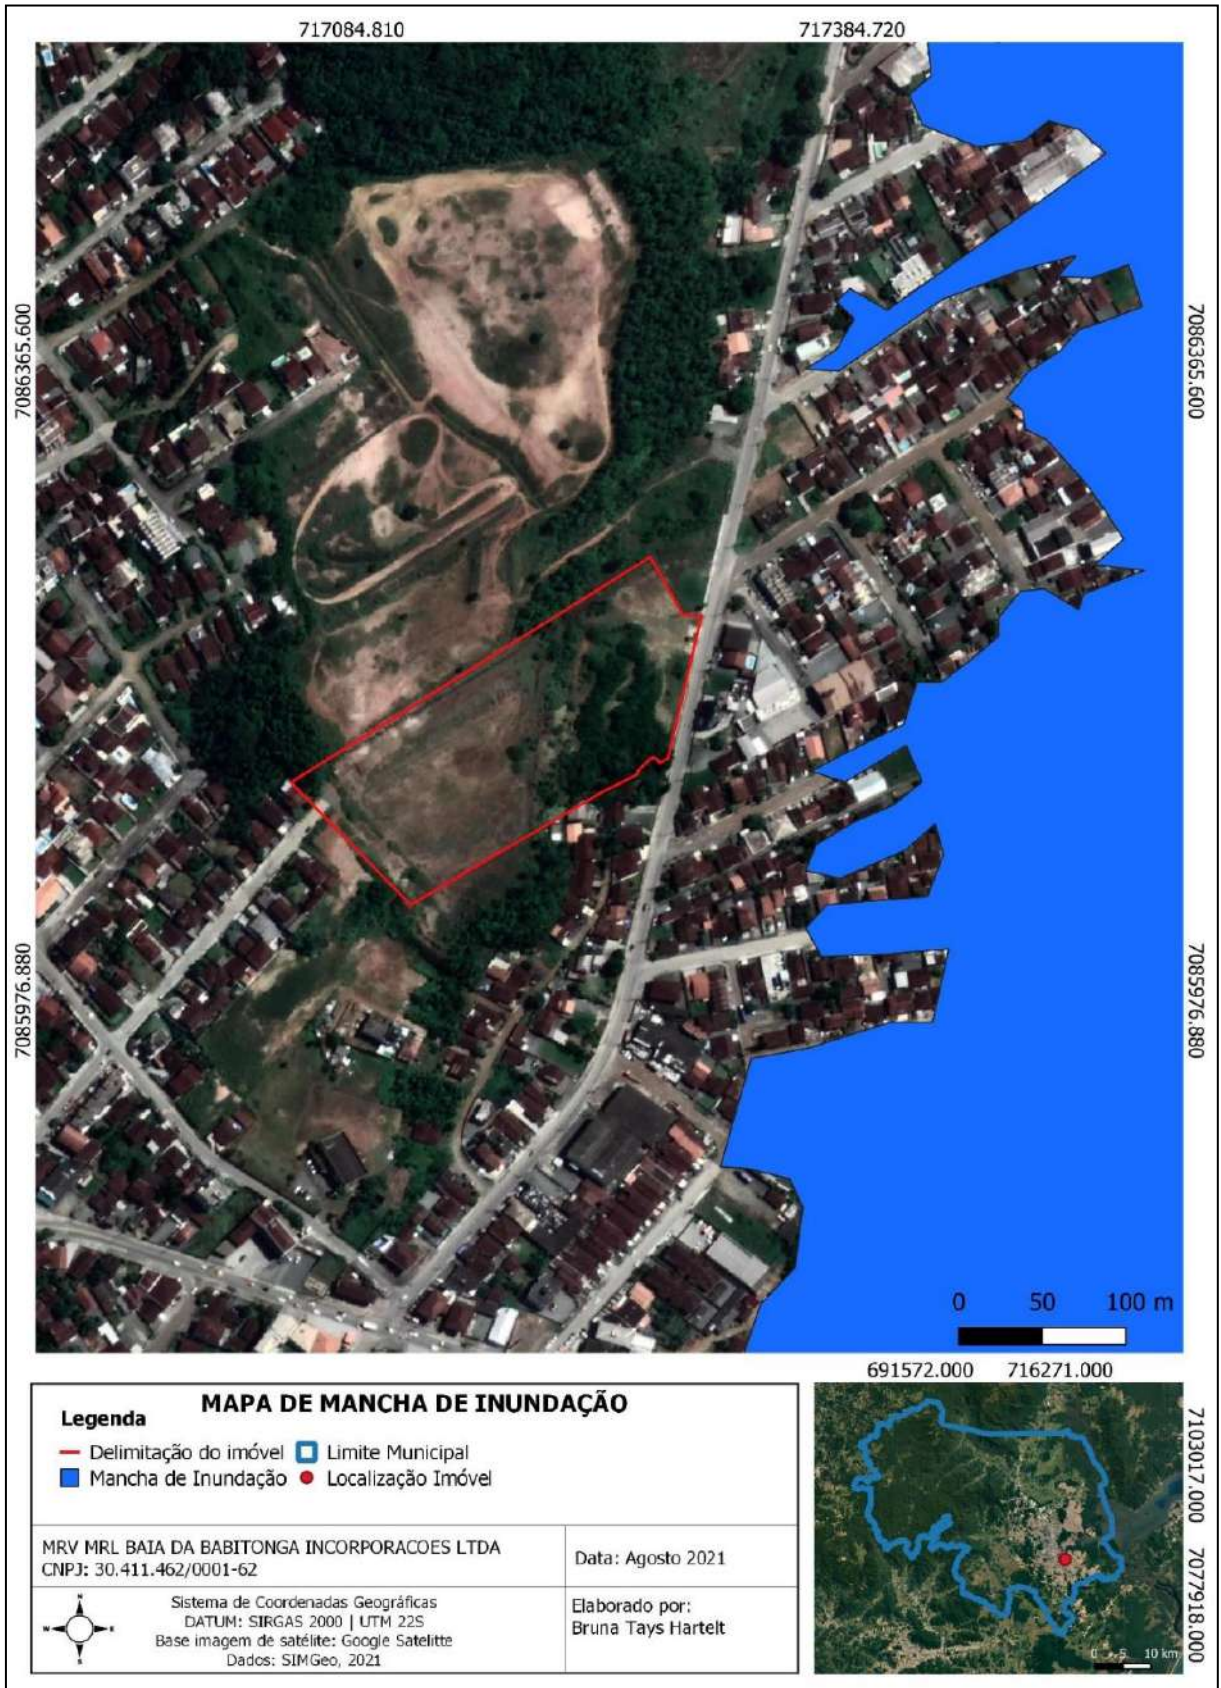 717084.810 717384.720
7086365.600
7086365.600
7085976.880
7085976.880
0 50 100 m
691572.000 716271.000
MAPA DE MANCHA DE INUNDAÇÃO
Legenda
Delimitação do imóvel Limite Municipal
Mancha de Inundação Localização Imóvel
MRV MRL BAIA DA BABITONGA INCORPORACOES LTDA
CNPJ: 30.411.462/0001-62
Data: Agosto 2021
N
W E
S
Sistema de Coordenadas Geográficas
DATUM: SIRGAS 2000 | UTM 22S
Base imagem de satélite: Google Satelitte
Dados: SIMGeo, 2021
Elaborado por:
Bruna Tays Hartelt
7103017.000
7077918.000
0 5 10 km